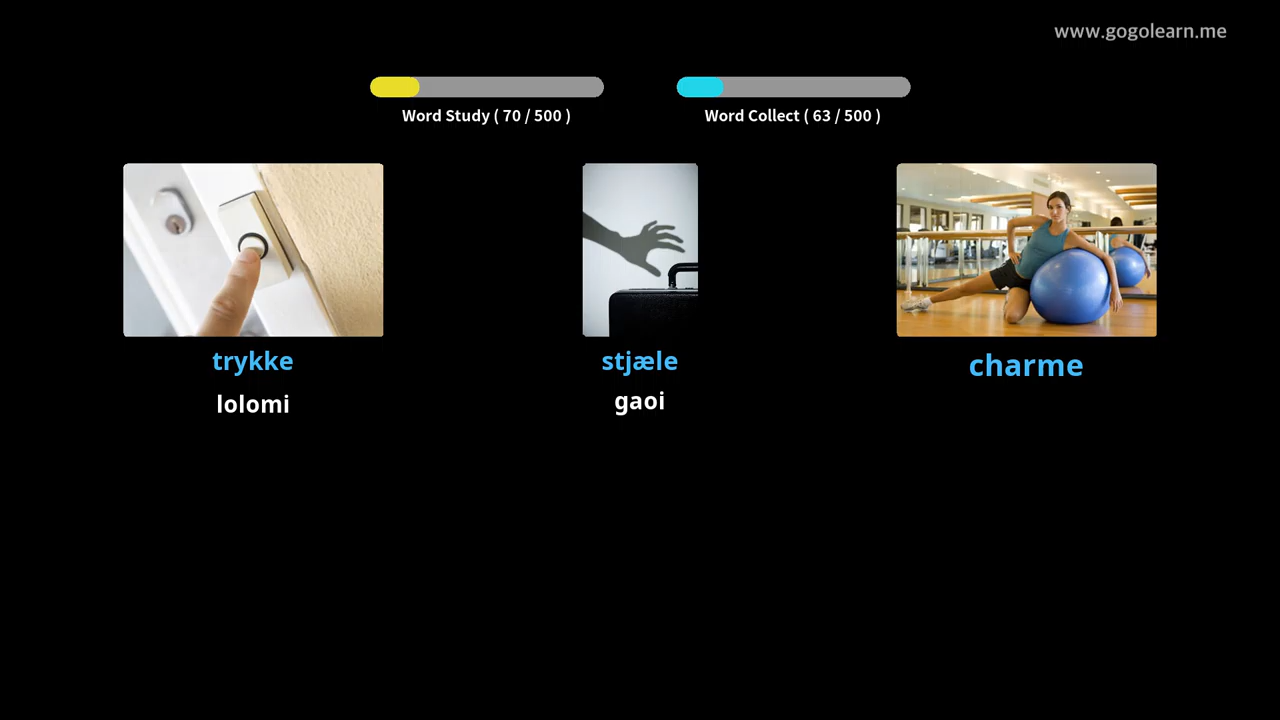 www.gogolearn.me
Word Study ( 70 / 500 )
Word Collect ( 63 / 500 )
trykke
stjæle
charme
lolomi
gaoi